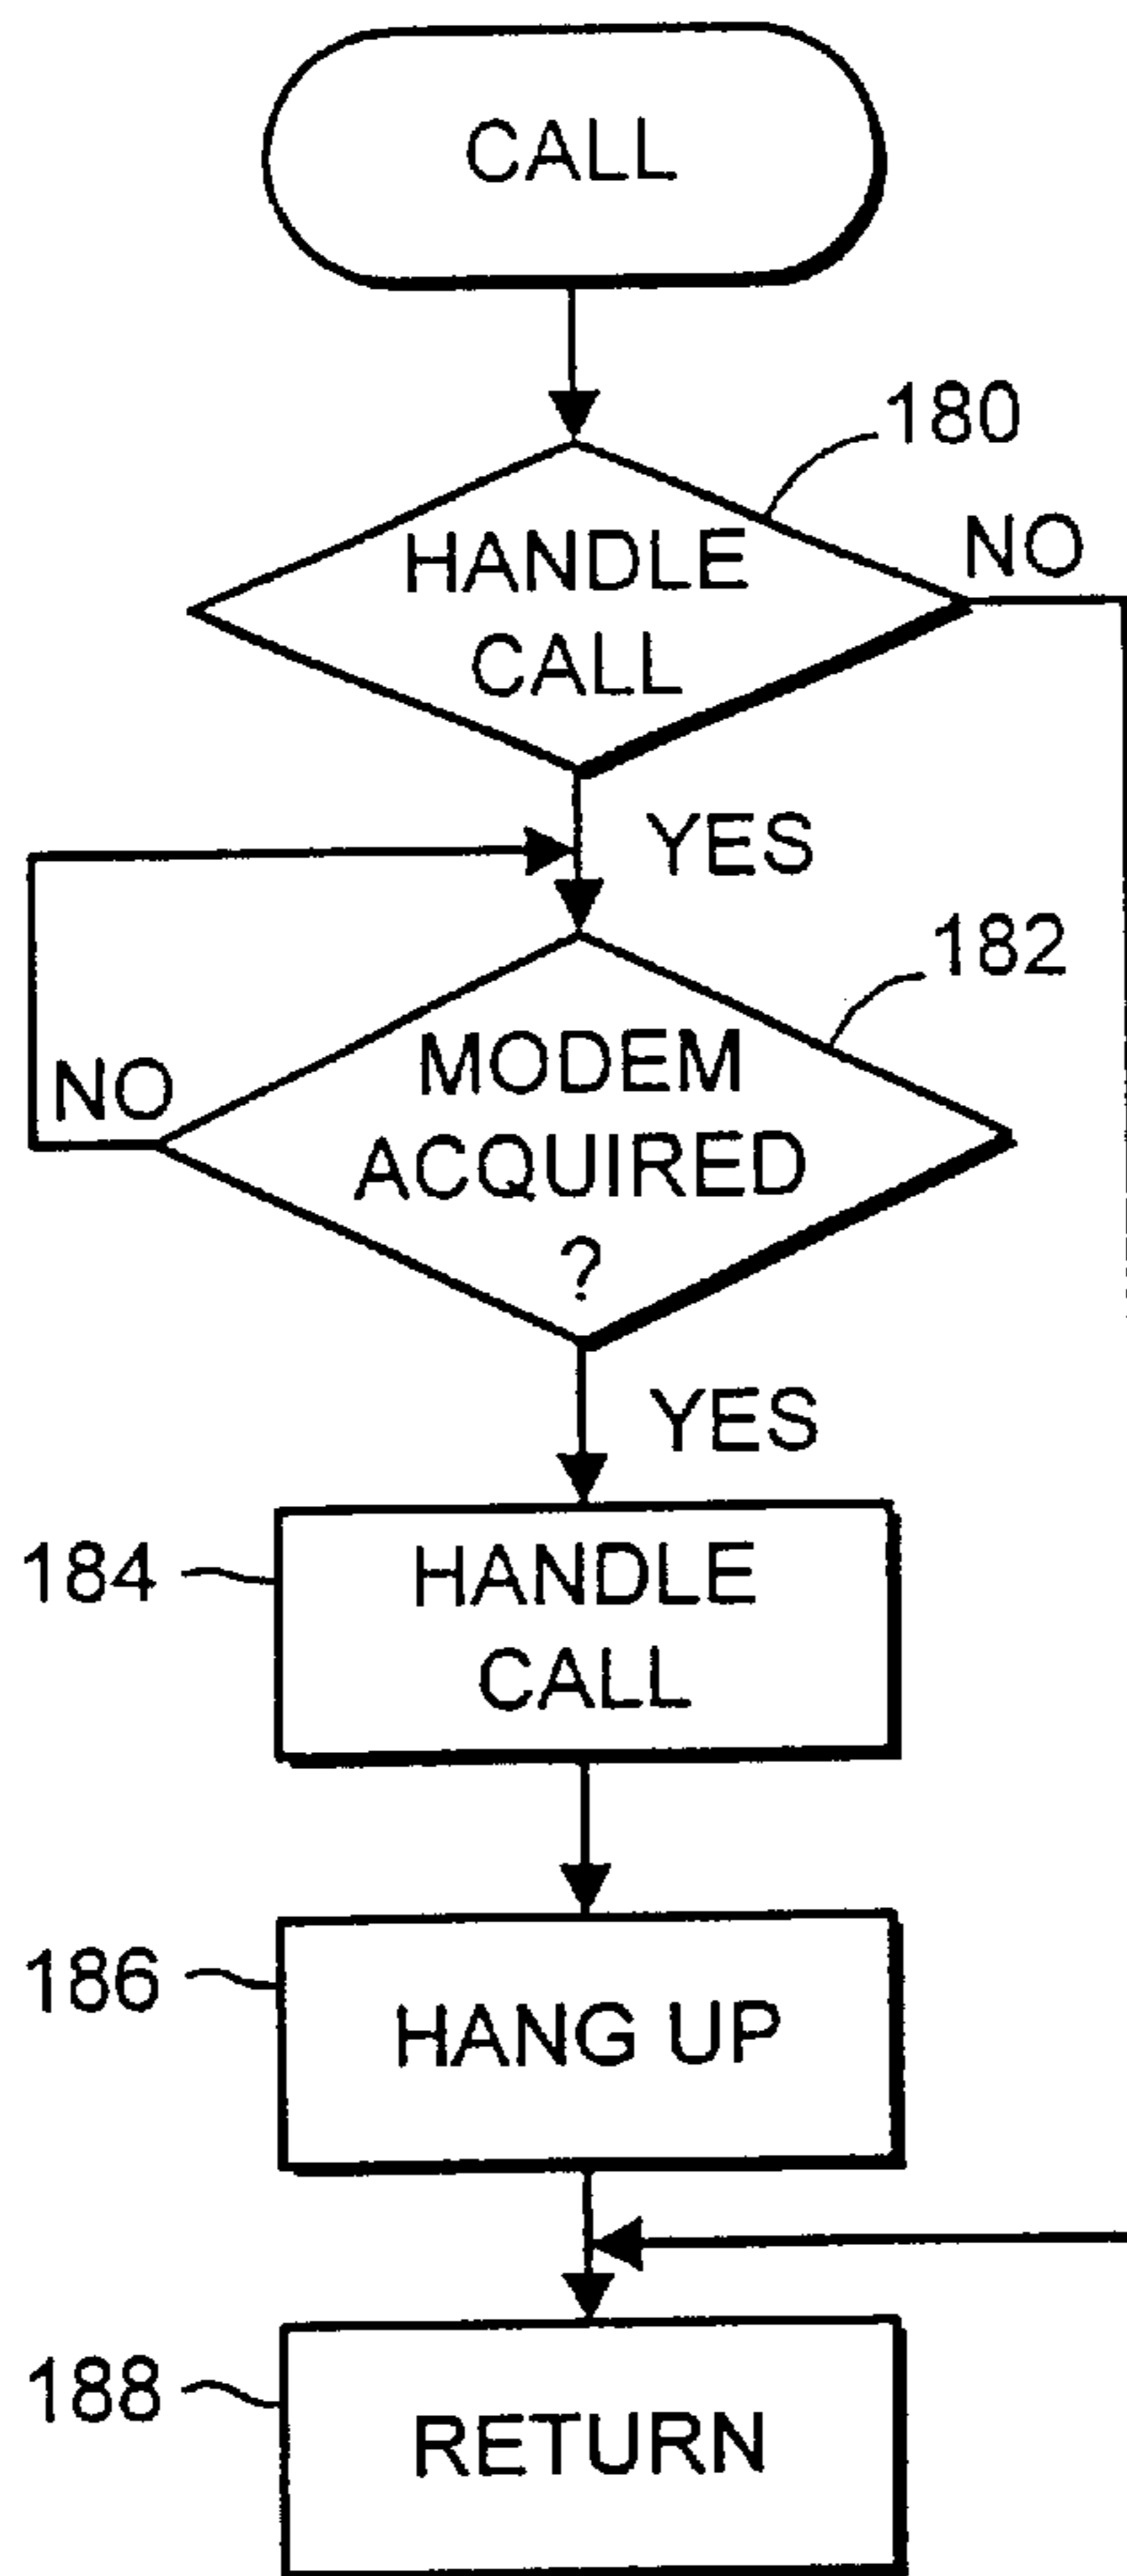 CALL
180
HANDLE
CALL
NO
YES
182
MODEM
ACQUIRED
?
NO
YES
184
HANDLE
CALL
186
HANG UP
188
RETURN